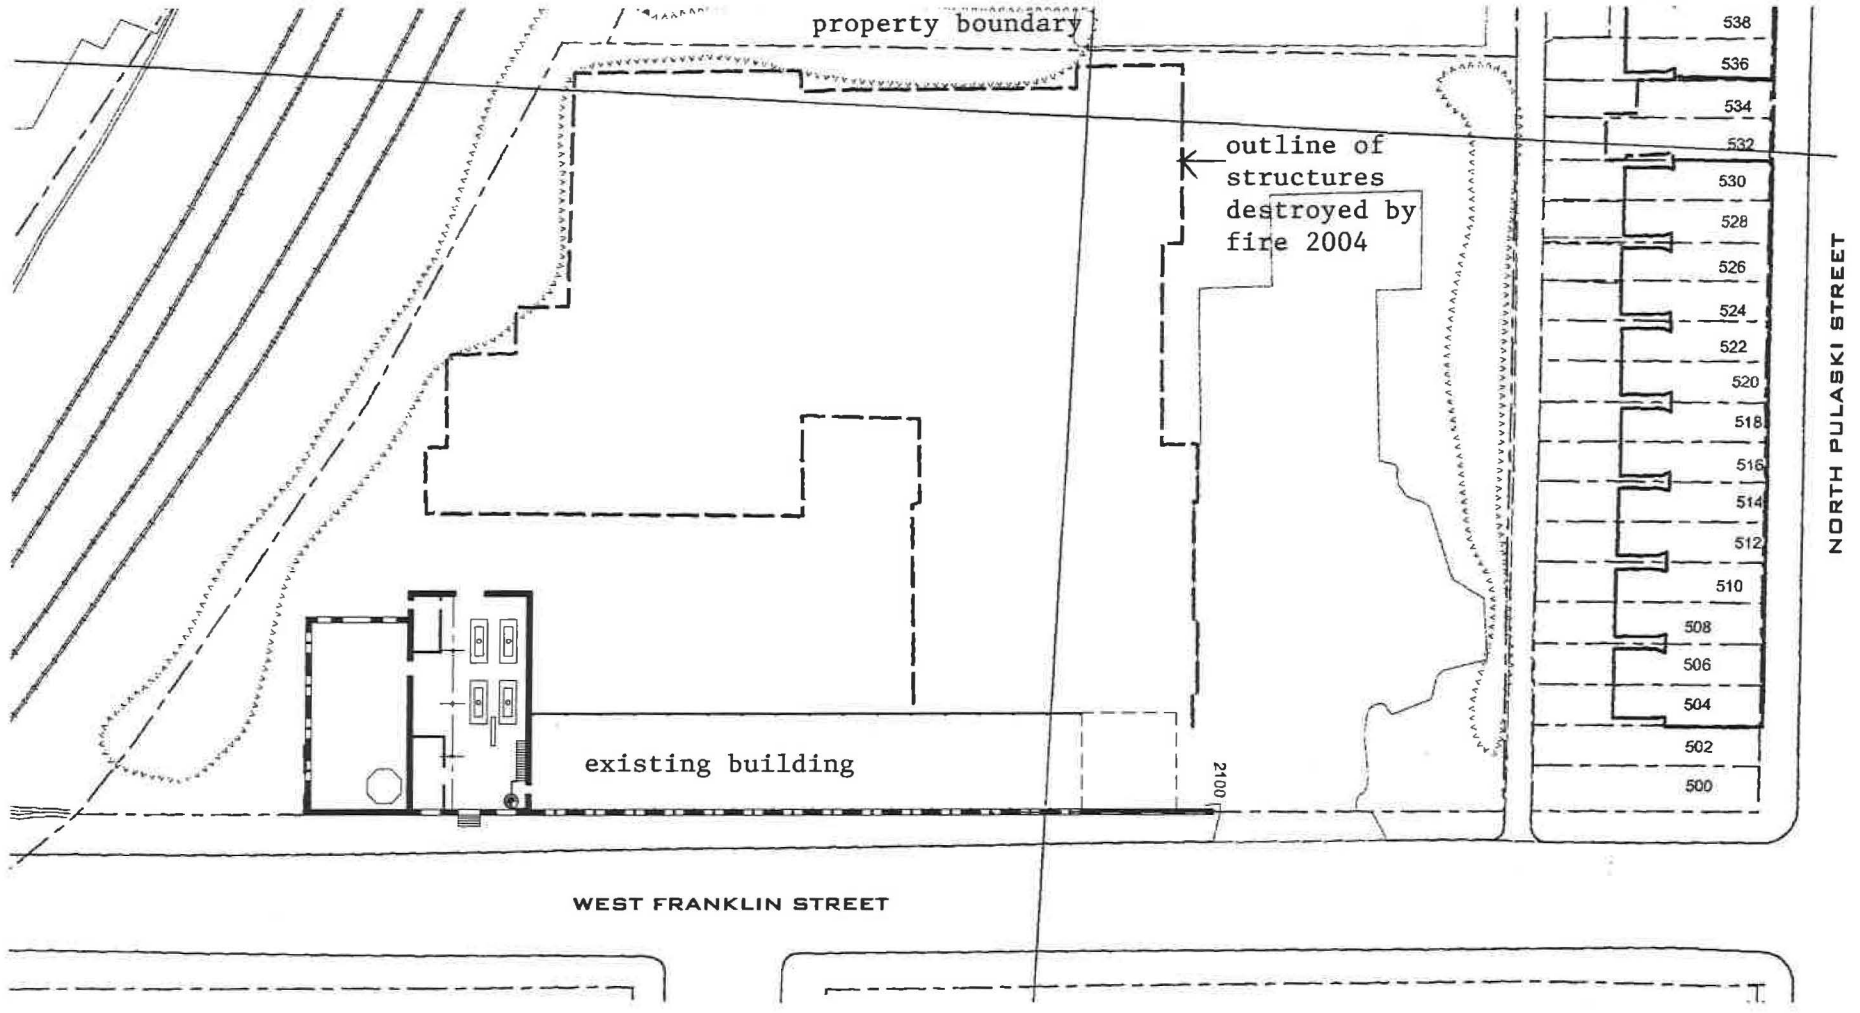 property boundary
outline of
structures
destroyed by
fire 2004
538
536
534
532
530
528
526
524
522
520
518
516
514
512
510
508
506
504
502
500
NORTH PULASKI STREET
existing building
2100
WEST FRANKLIN STREET